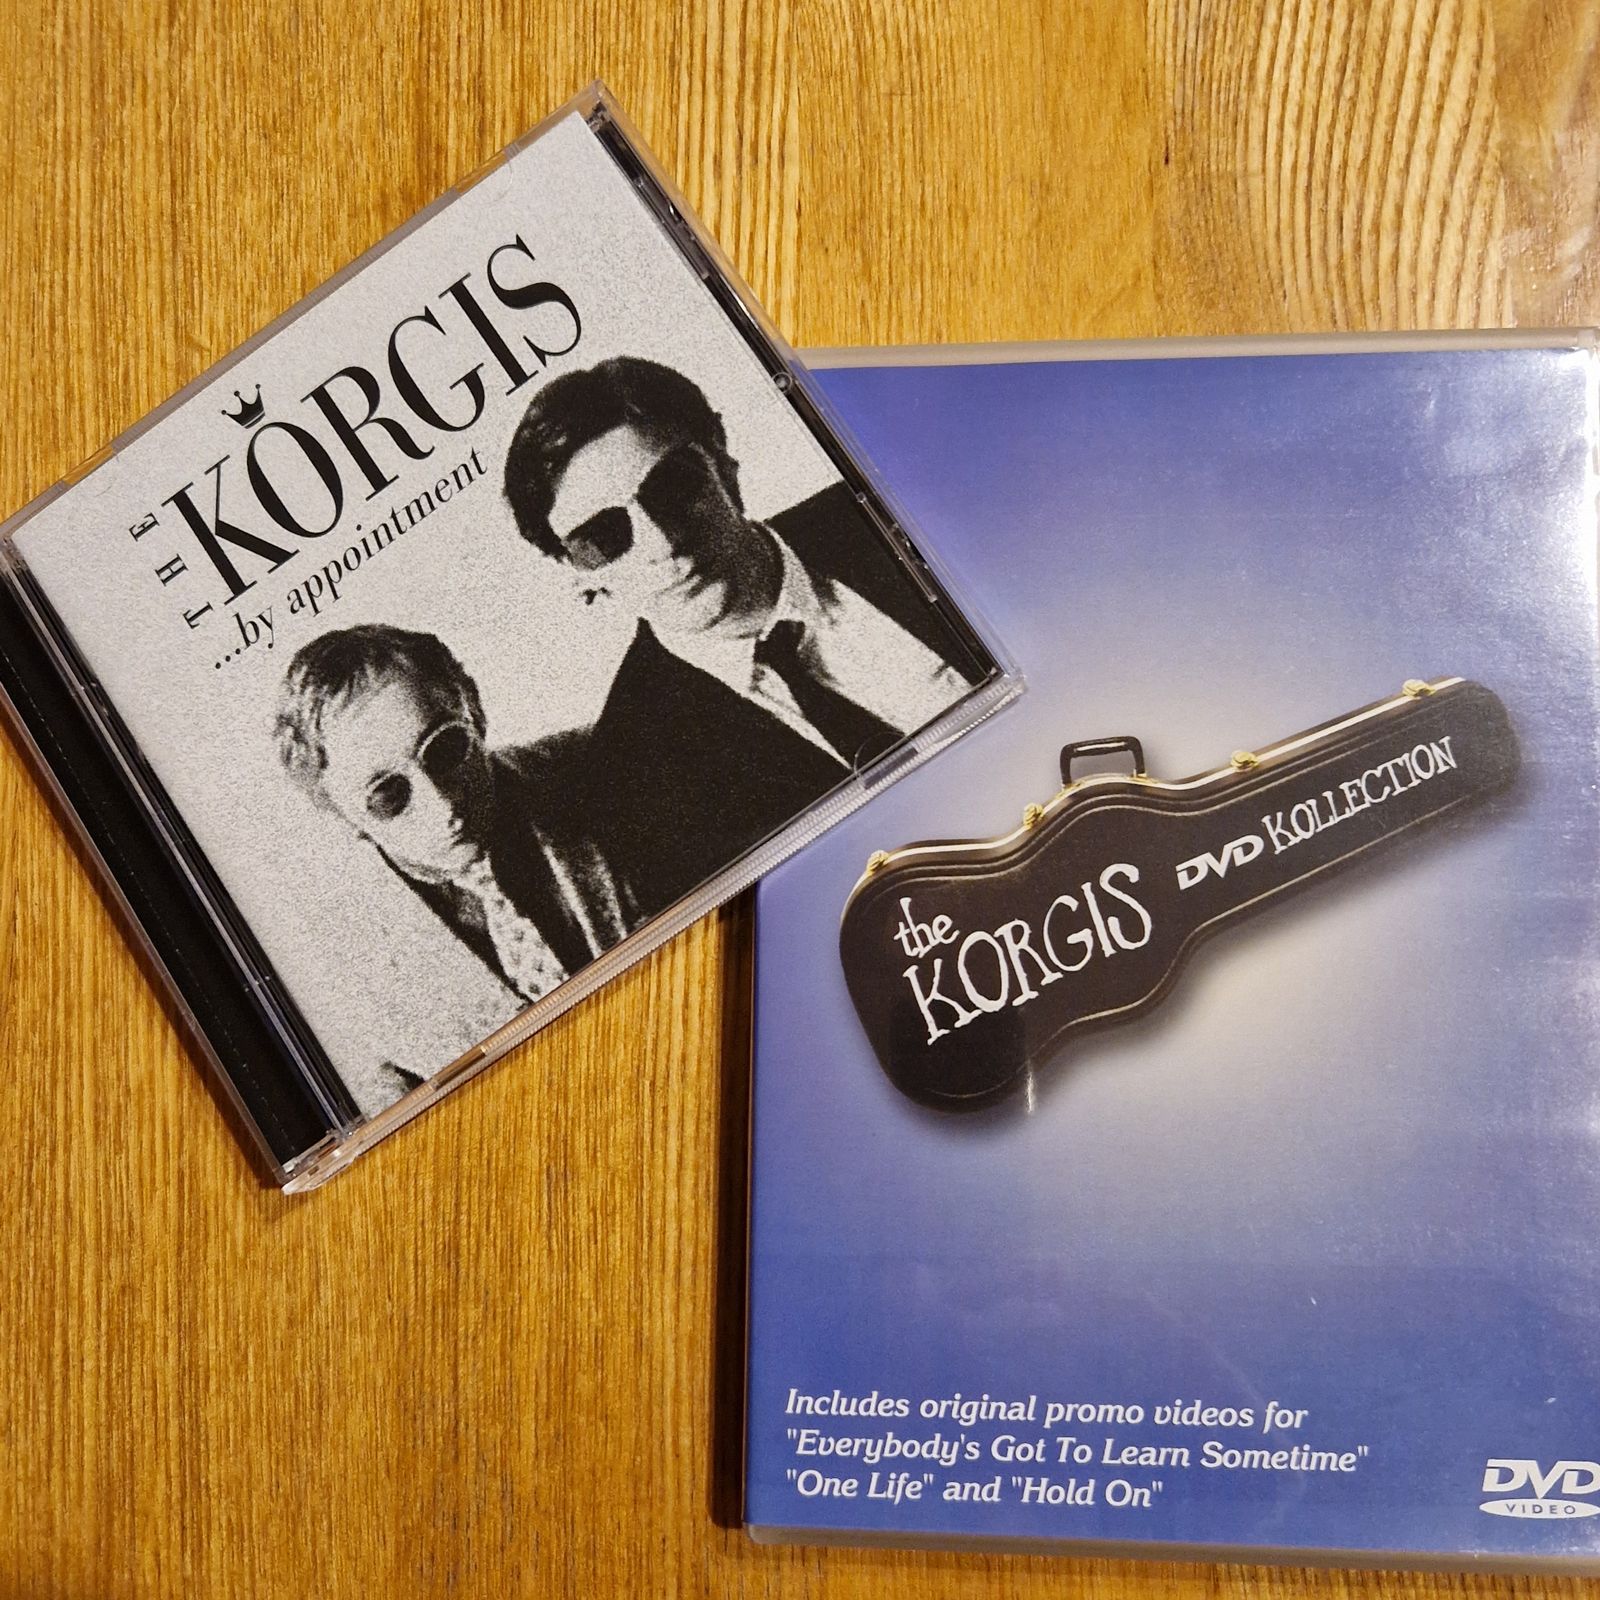 THE
KORGIS
....by appointment
the
KORGIS
DVD KOLLECTION
Includes original promo videos for
"Everybody's Got To Learn Sometime"
"One Life" and "Hold On"
DVD
VIDEO